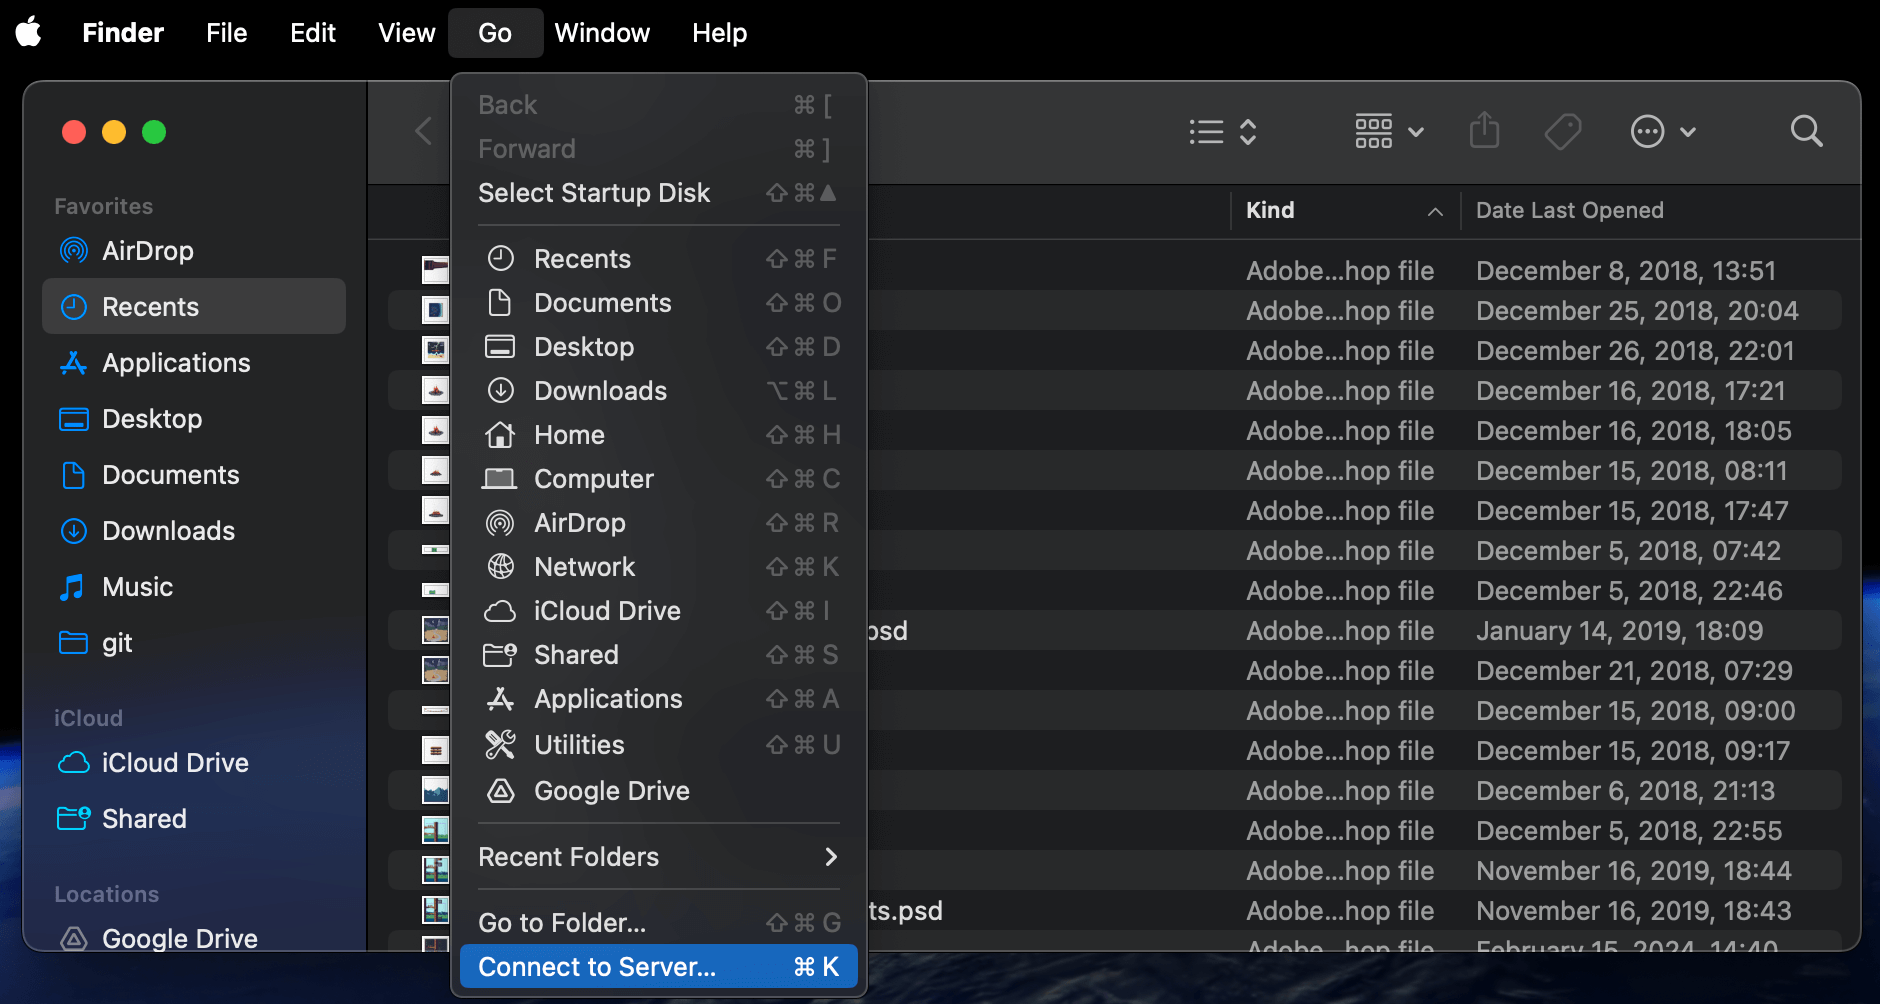 Finder File Edit View Go Window Help
Favorites
AirDrop
Recents
Applications
Desktop
Documents
Downloads
Music
git
iCloud
iCloud Drive
Shared
Locations
Google Drive
Back ⌘ [
Forward ⌘ ]
Select Startup Disk ⇧ ⌘ ▲
Recents ⇧ ⌘ F
Documents ⇧ ⌘ O
Desktop ⇧ ⌘ D
Downloads ⌥ ⌘ L
Home ⇧ ⌘ H
Computer ⇧ ⌘ C
AirDrop ⇧ ⌘ R
Network ⇧ ⌘ K
iCloud Drive ⇧ ⌘ I
Shared ⇧ ⌘ S
Applications ⇧ ⌘ A
Utilities ⇧ ⌘ U
Google Drive
Recent Folders
Go to Folder... ⇧ ⌘ G
Connect to Server... ⌘ K
Kind Date Last Opened
Adobe...hop file December 8, 2018, 13:51
Adobe...hop file December 25, 2018, 20:04
Adobe...hop file December 26, 2018, 22:01
Adobe...hop file December 16, 2018, 17:21
Adobe...hop file December 16, 2018, 18:05
Adobe...hop file December 15, 2018, 08:11
Adobe...hop file December 15, 2018, 17:47
Adobe...hop file December 5, 2018, 07:42
Adobe...hop file December 5, 2018, 22:46
psd Adobe...hop file January 14, 2019, 18:09
Adobe...hop file December 21, 2018, 07:29
Adobe...hop file December 15, 2018, 09:00
Adobe...hop file December 15, 2018, 09:17
Adobe...hop file December 6, 2018, 21:13
Adobe...hop file December 5, 2018, 22:55
Adobe...hop file November 16, 2019, 18:44
ts.psd Adobe...hop file November 16, 2019, 18:43
Adobe...hop file February 15, 2024, 14:40